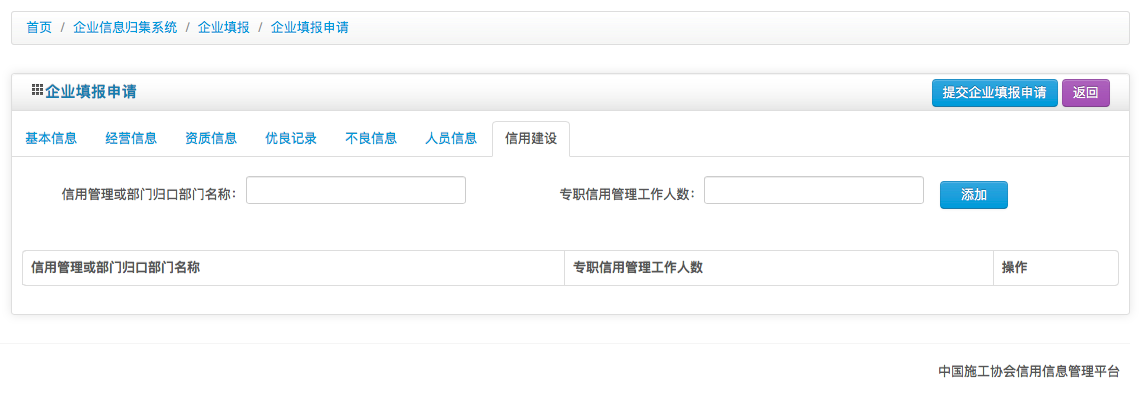 首页 / 企业信息归集系统 / 企业填报 / 企业填报申请
企业填报申请 提交企业填报申请 返回
基本信息 经营信息 资质信息 优良记录 不良信息 人员信息 信用建设
信用管理或部门归口部门名称： 专职信用管理工作人数： 添加
信用管理或部门归口部门名称 专职信用管理工作人数 操作
中国施工协会信用信息管理平台